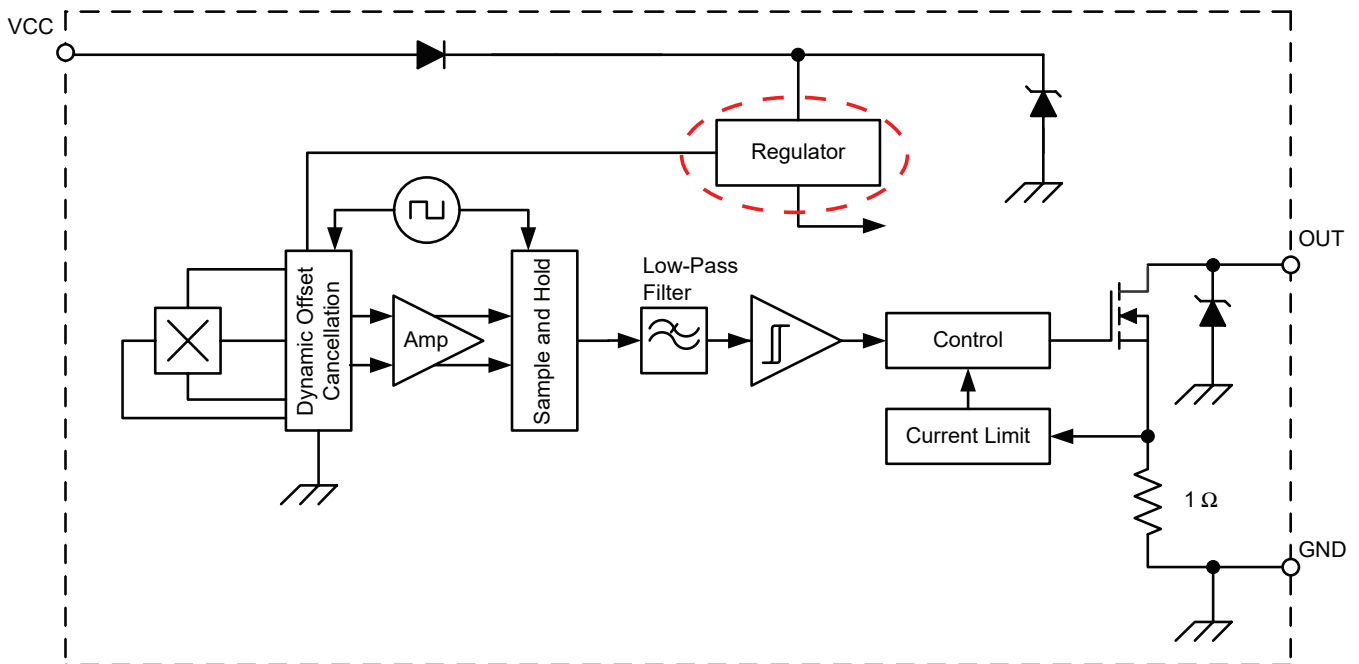 VCC
Regulator
OUT
Low-Pass
Filter
Dynamic Offset
Cancellation
Amp
Sample and Hold
Control
Current Limit
1 Ω
GND